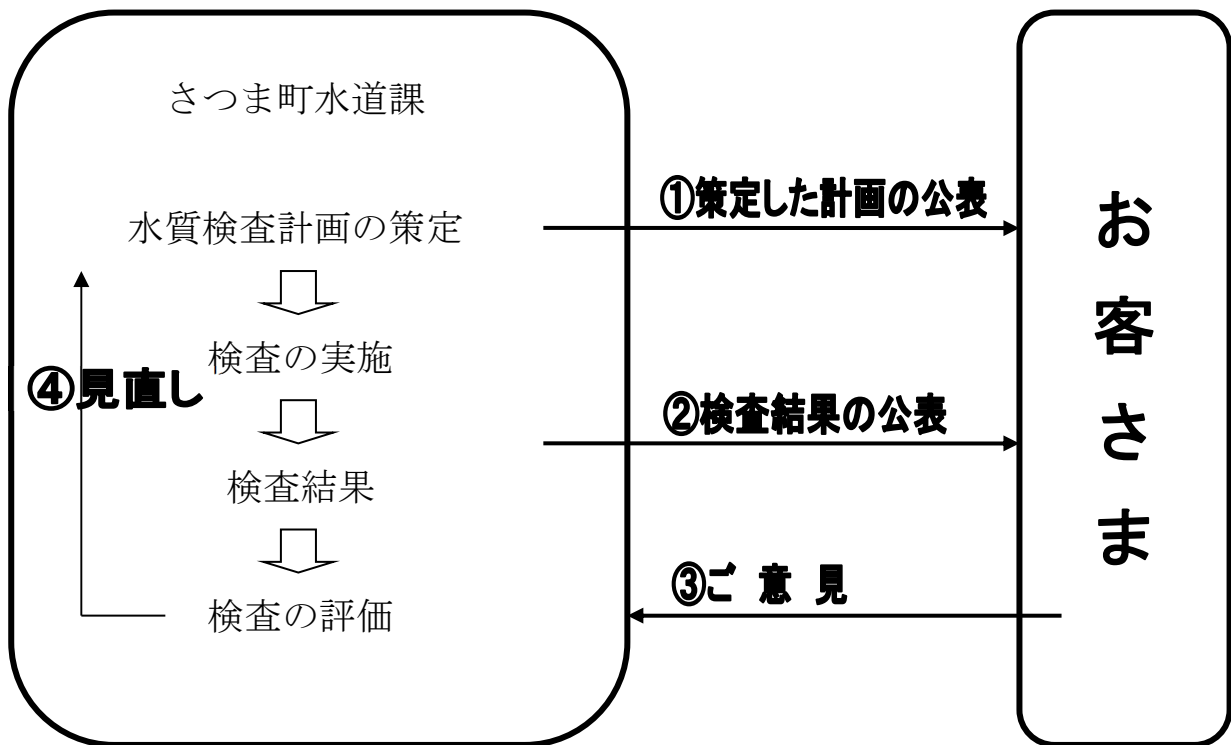 さつま町水道課
①策定した計画の公表
水質検査計画の策定
検査の実施
④見直し
②検査結果の公表
検査結果
③ご 意 見
検査の評価
お客さま